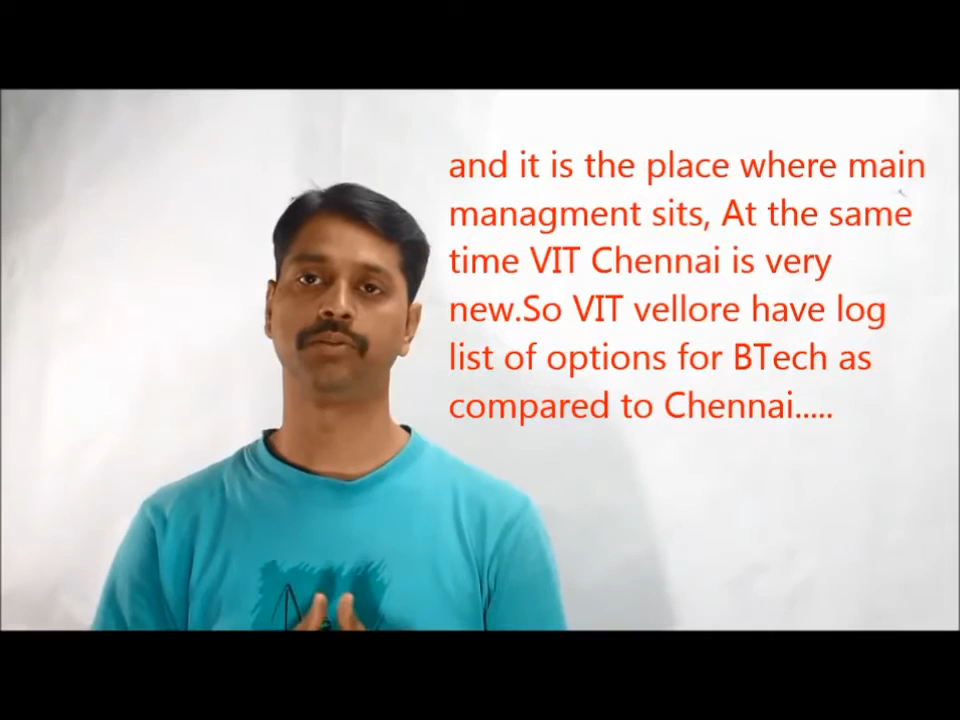 and it is the place where main
managment sits, At the same
time VIT Chennai is very
new.So VIT vellore have log
list of options for BTech as
compared to Chennai.....